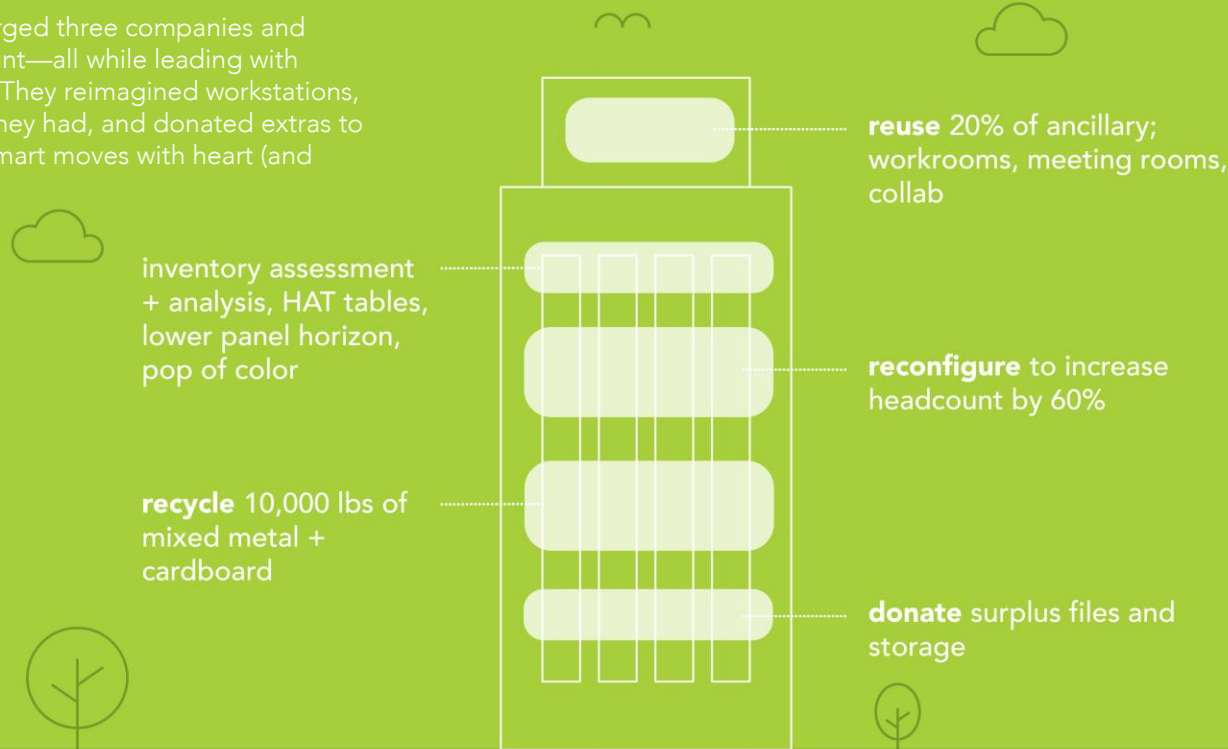 rged three companies and
nt—all while leading with
They reimagined workstations,
hey had, and donated extras to
mart moves with heart (and
reuse 20% of ancillary;
workrooms, meeting rooms,
collab
inventory assessment
+ analysis, HAT tables,
lower panel horizon,
pop of color
reconfigure to increase
headcount by 60%
recycle 10,000 lbs of
mixed metal +
cardboard
donate surplus files and
storage